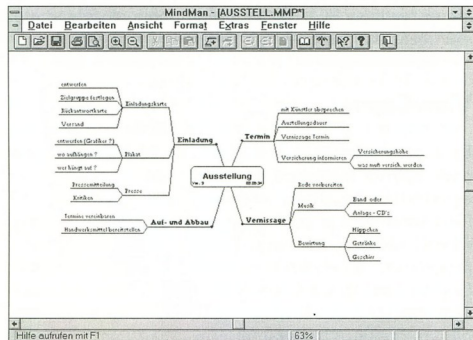 MindMan - [AUSSTELL.MMP*]
Datei Bearbeiten Ansicht Format Extras Fenster Hilfe
entwerfen
Zielgruppe festlegen
Rückantwortkarte
Versand
Einladungskarte
entwerfen (Grafiker ?)
wo aufhängen ?
wer hängt auf ?
Plakat
Pressemitteilung
Kritiken
Presse
Einladung
Termine vereinbaren
Handwerksmittel bereitstellen
Auf- und Abbau
Ausstellung
Termin
mit Künstler absprechen
Ausstellungsdauer
Vernissage Termin
Versicherung informieren
Versicherungshöhe
was muß versich. werden
Vernissage
Rede vorbereiten
Musik
Band oder
Anlage - CD's
Bewirtung
Häppchen
Getränke
Geschirr
Hilfe aufrufen mit F1
63%